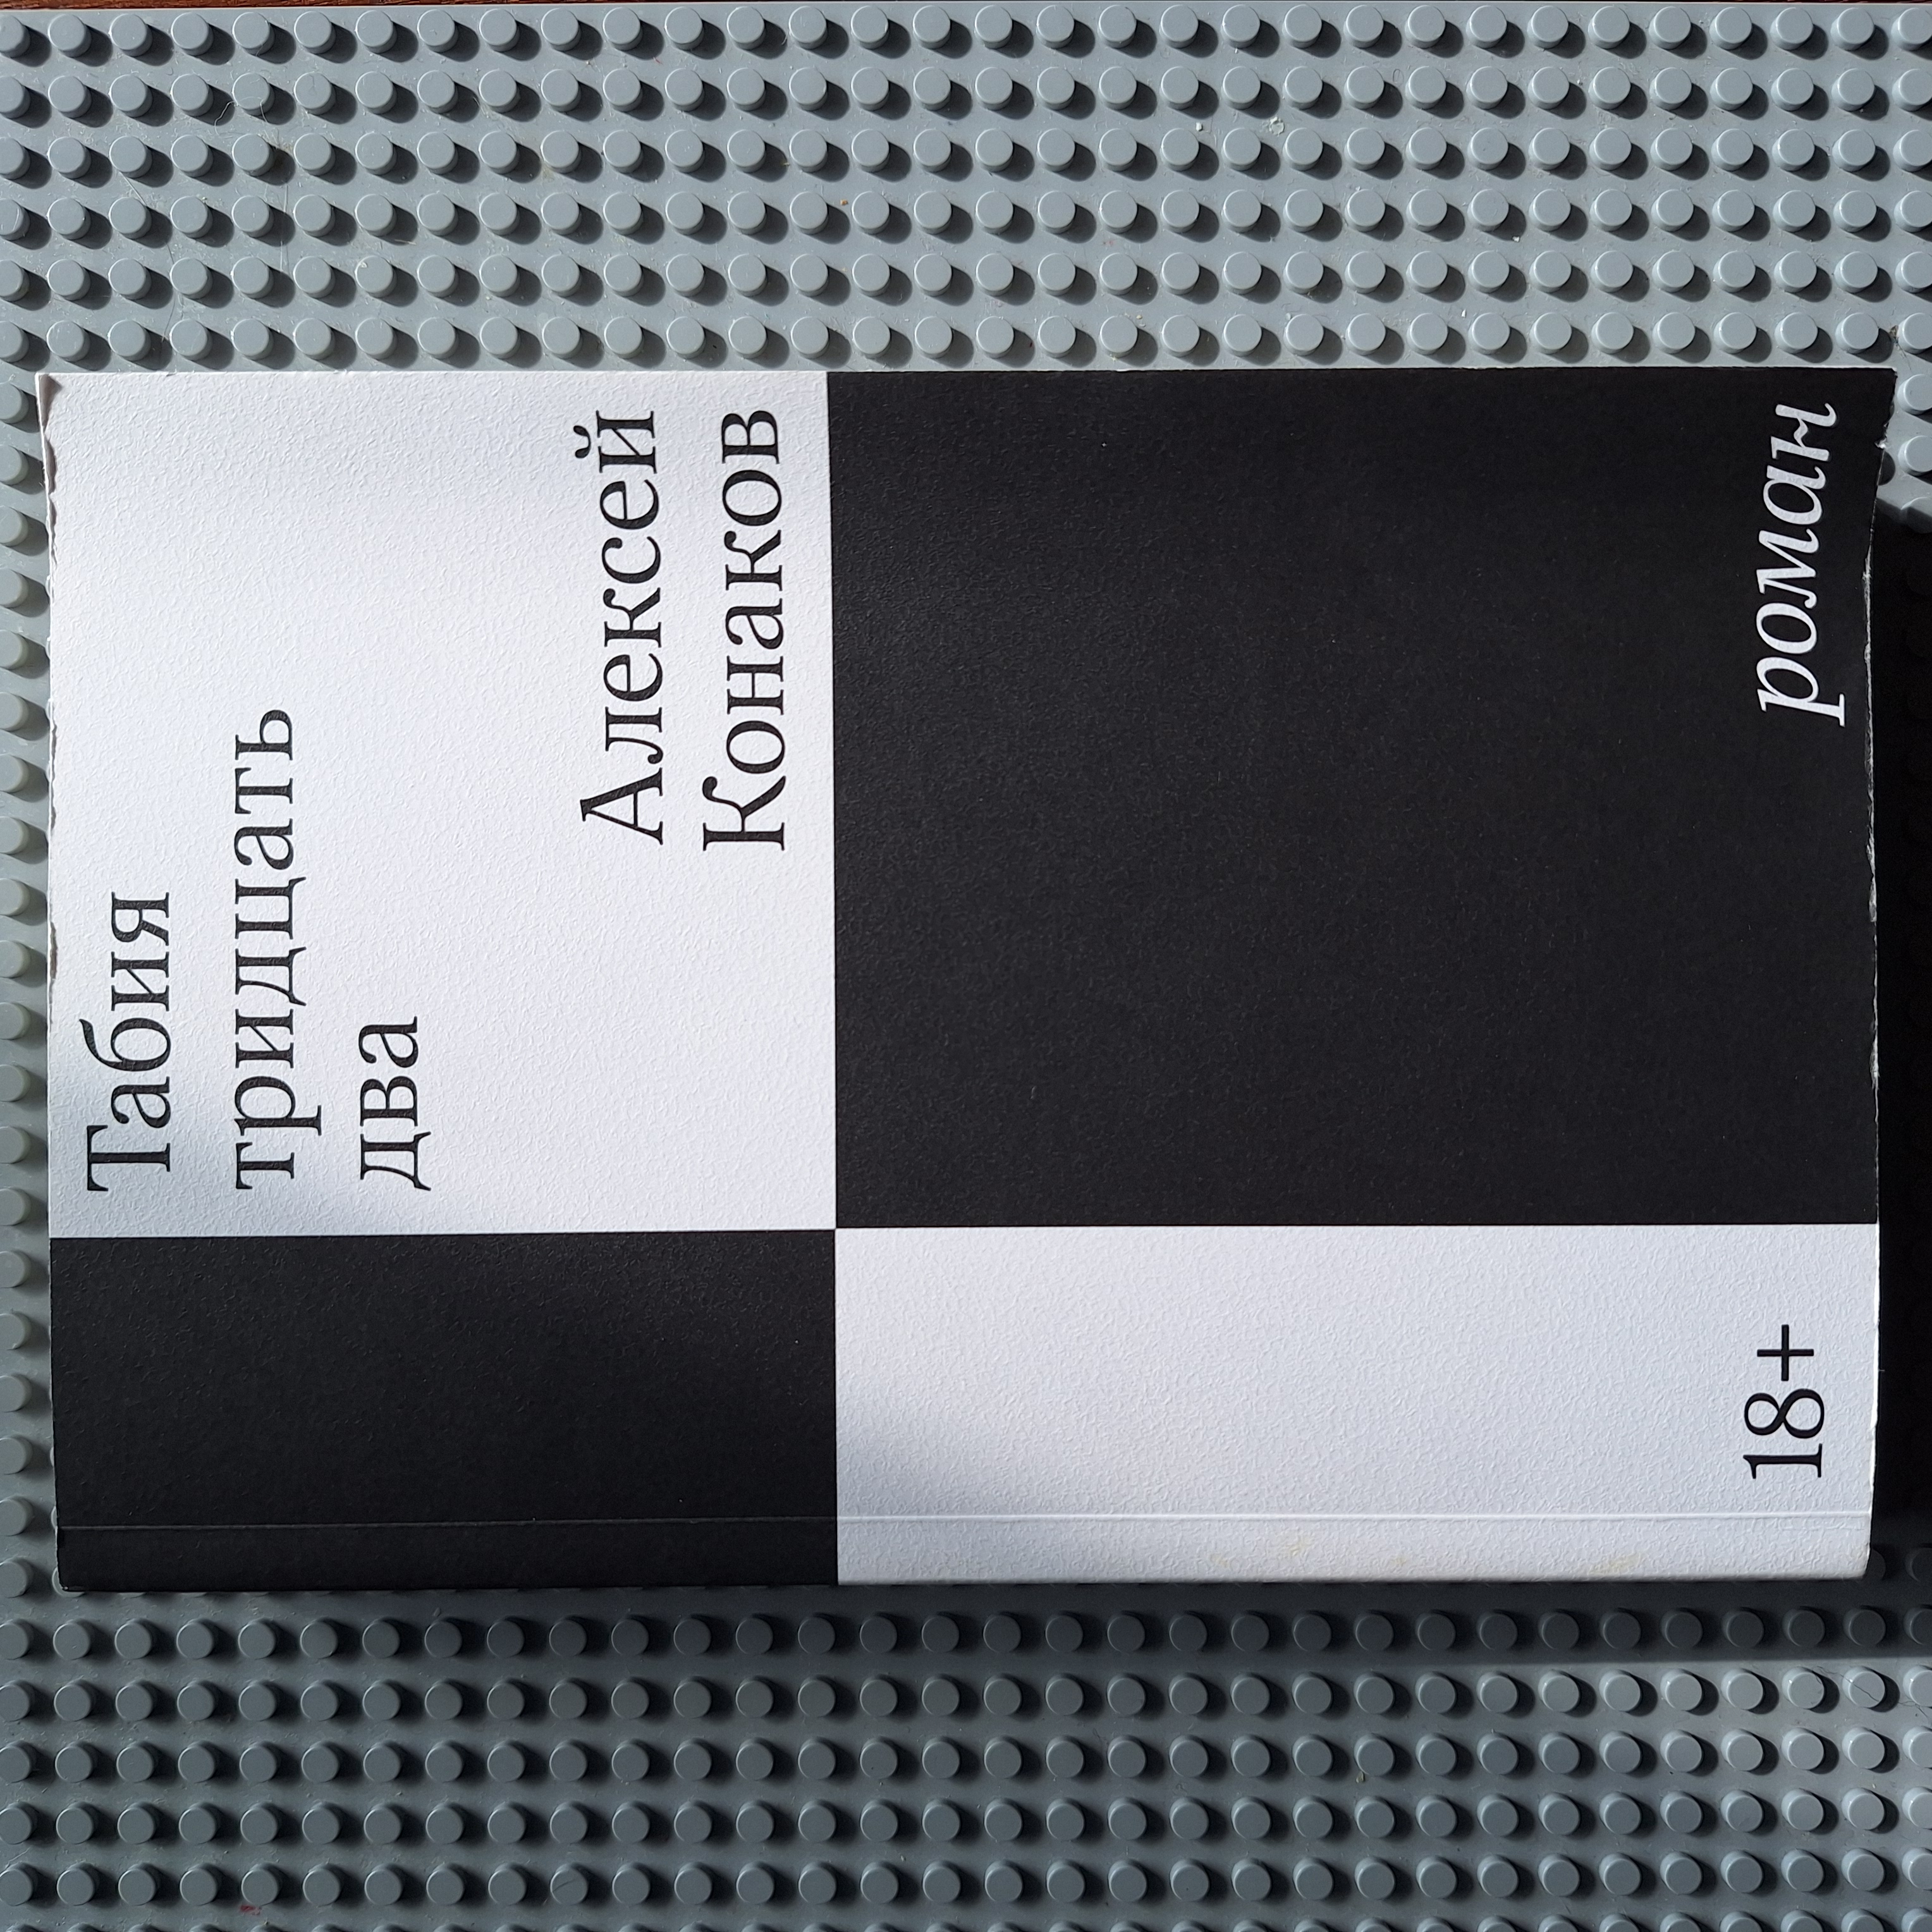 Табия
тридцать
два
Алексей
Конаков
роман
18+